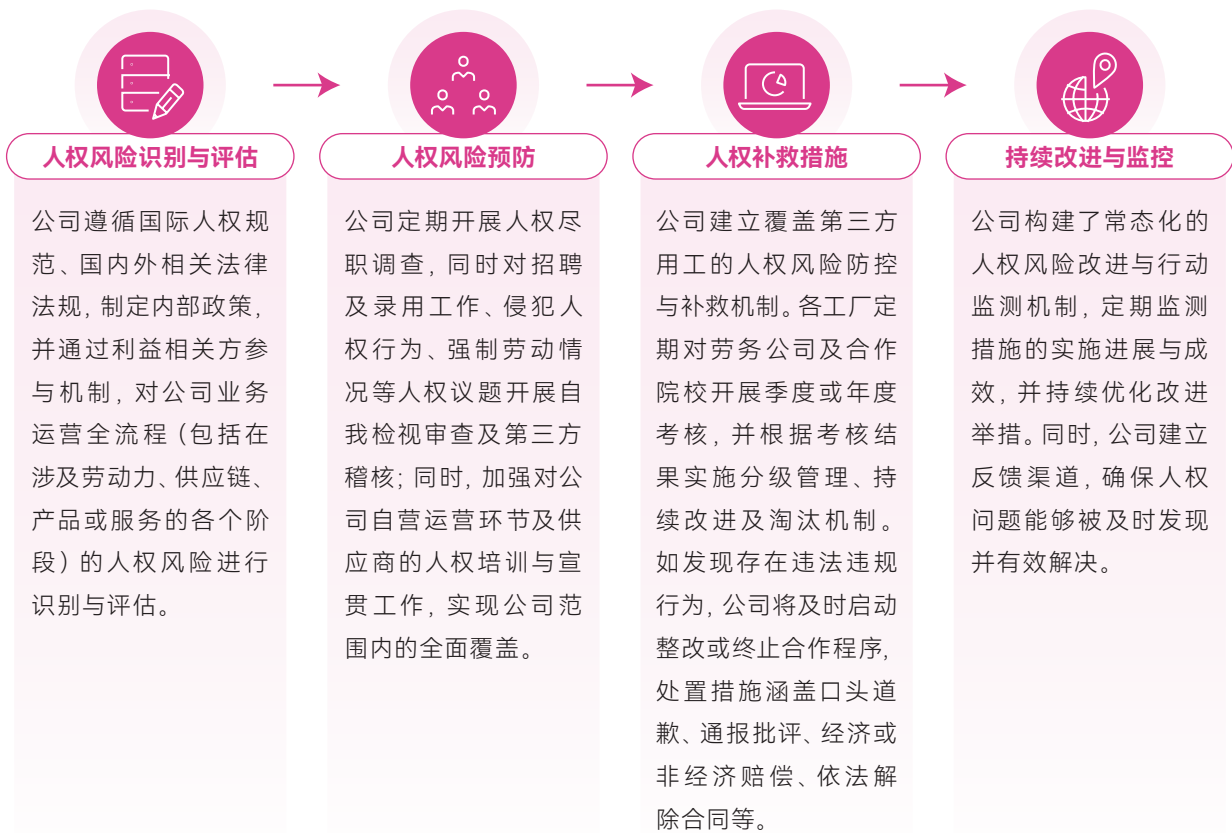 人权风险识别与评估
公司遵循国际人权规
范、国内外相关法律
法规, 制定内部政策,
并通过利益相关方参
与机制, 对公司业务
运营全流程 (包括在
涉及劳动力、供应链、
产品或服务的各个阶
段) 的人权风险进行
识别与评估。
人权风险预防
公司定期开展人权尽
职调查, 同时对招聘
及录用工作、侵犯人
权行为、强制劳动情
况等人权议题开展自
我检视审查及第三方
稽核; 同时, 加强对公
司自营运营环节及供
应商的人权培训与宣
贯工作, 实现公司范
围内的全面覆盖。
人权补救措施
公司建立覆盖第三方
用工的人权风险防控
与补救机制。各工厂定
期对劳务公司及合作
院校开展季度或年度
考核, 并根据考核结
果实施分级管理、持
续改进及淘汰机制。
如发现存在违法违规
行为, 公司将及时启动
整改或终止合作程序,
处置措施涵盖口头道
歉、通报批评、经济或
非经济赔偿、依法解
除合同等。
持续改进与监控
公司构建了常态化的
人权风险改进与行动
监测机制, 定期监测
措施的实施进展与成
效, 并持续优化改进
举措。同时, 公司建立
反馈渠道, 确保人权
问题能够被及时发现
并有效解决。